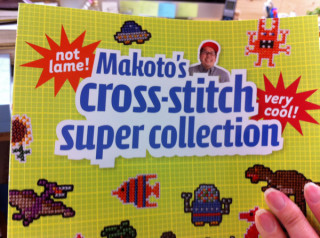 not
lame!
Makoto's
cross-stitch
super collection
very
cool!